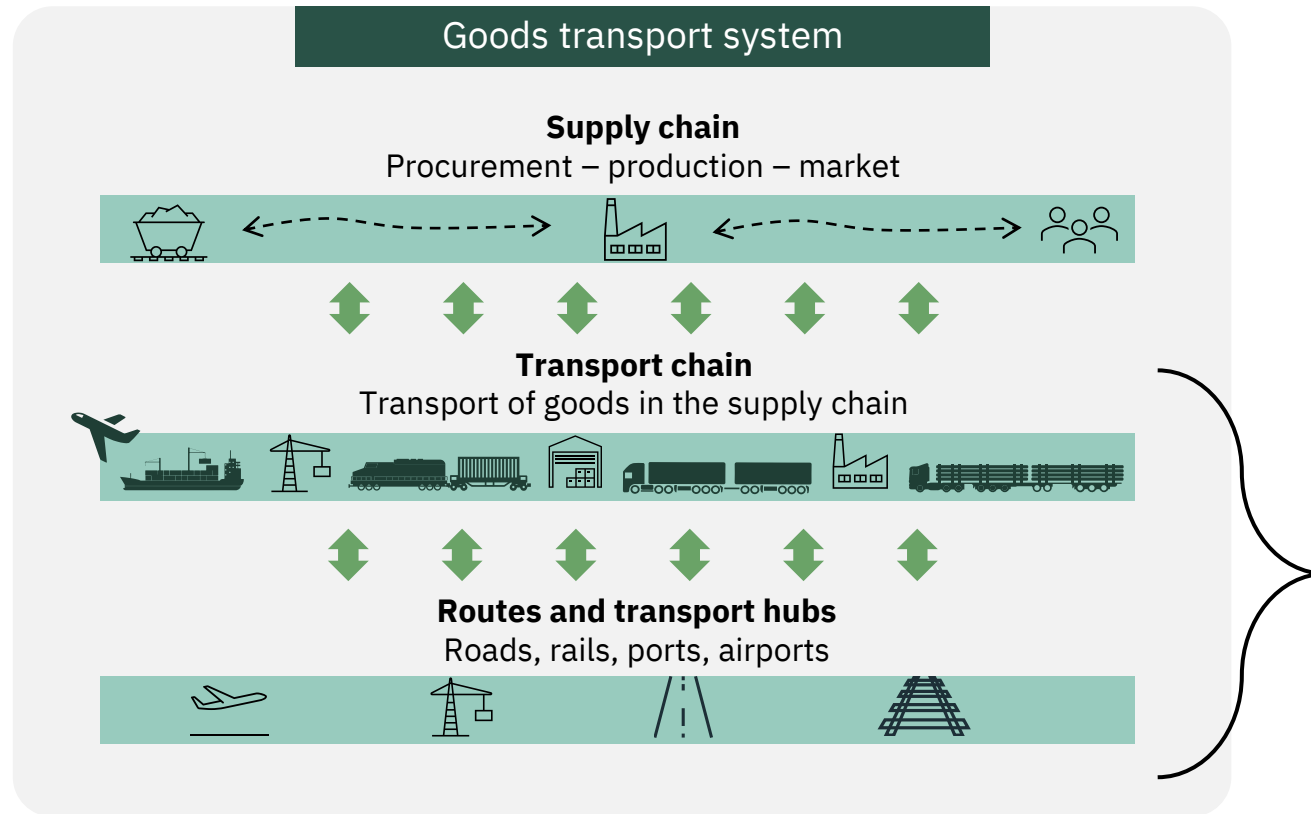 Goods transport system
Supply chain
Procurement – production – market
Transport chain
Transport of goods in the supply chain
Routes and transport hubs
Roads, rails, ports, airports